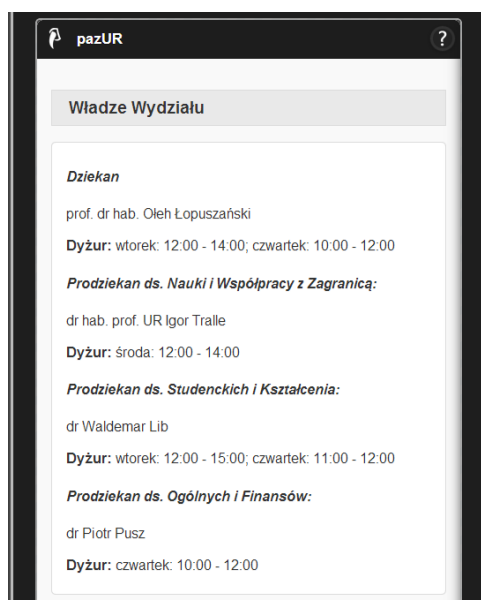 pazUR
?
Władze Wydziału
Dziekan
prof. dr hab. Ołeh Łopuszański
Dyżur: wtorek: 12:00 - 14:00; czwartek: 10:00 - 12:00
Prodziekan ds. Nauki i Współpracy z Zagranicą:
dr hab. prof. UR Igor Tralle
Dyżur: środa: 12:00 - 14:00
Prodziekan ds. Studenckich i Kształcenia:
dr Waldemar Lib
Dyżur: wtorek: 12:00 - 15:00; czwartek: 11:00 - 12:00
Prodziekan ds. Ogólnych i Finansów:
dr Piotr Pusz
Dyżur: czwartek: 10:00 - 12:00